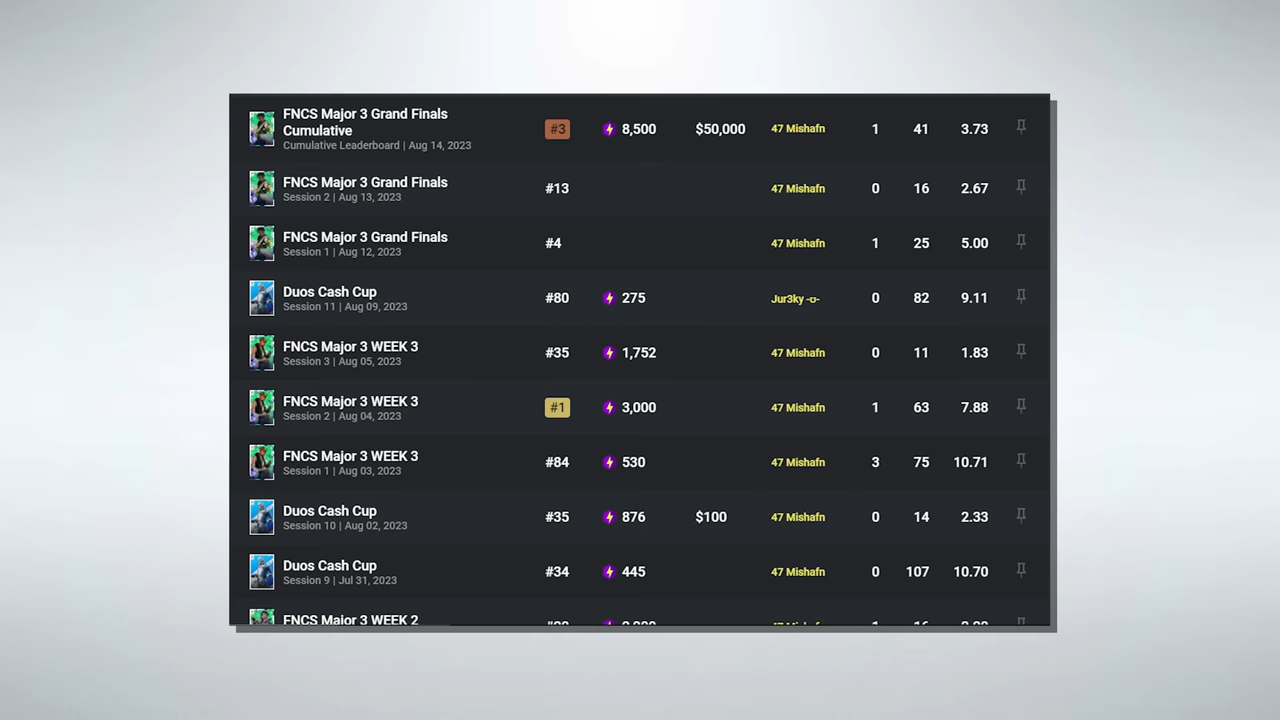 FNCS Major 3 Grand Finals
Cumulative
Cumulative Leaderboard | Aug 14, 2023
#3 8,500 $50,000 47 Mishafn 1 41 3.73
FNCS Major 3 Grand Finals
Session 2 | Aug 13, 2023
#13 47 Mishafn 0 16 2.67
FNCS Major 3 Grand Finals
Session 1 | Aug 12, 2023
#4 47 Mishafn 1 25 5.00
Duos Cash Cup
Session 11 | Aug 09, 2023
#80 275 Jur3ky -ʊ- 0 82 9.11
FNCS Major 3 WEEK 3
Session 3 | Aug 05, 2023
#35 1,752 47 Mishafn 0 11 1.83
FNCS Major 3 WEEK 3
Session 2 | Aug 04, 2023
#1 3,000 47 Mishafn 1 63 7.88
FNCS Major 3 WEEK 3
Session 1 | Aug 03, 2023
#84 530 47 Mishafn 3 75 10.71
Duos Cash Cup
Session 10 | Aug 02, 2023
#35 876 $100 47 Mishafn 0 14 2.33
Duos Cash Cup
Session 9 | Jul 31, 2023
#34 445 47 Mishafn 0 107 10.70
FNCS Major 3 WEEK 2